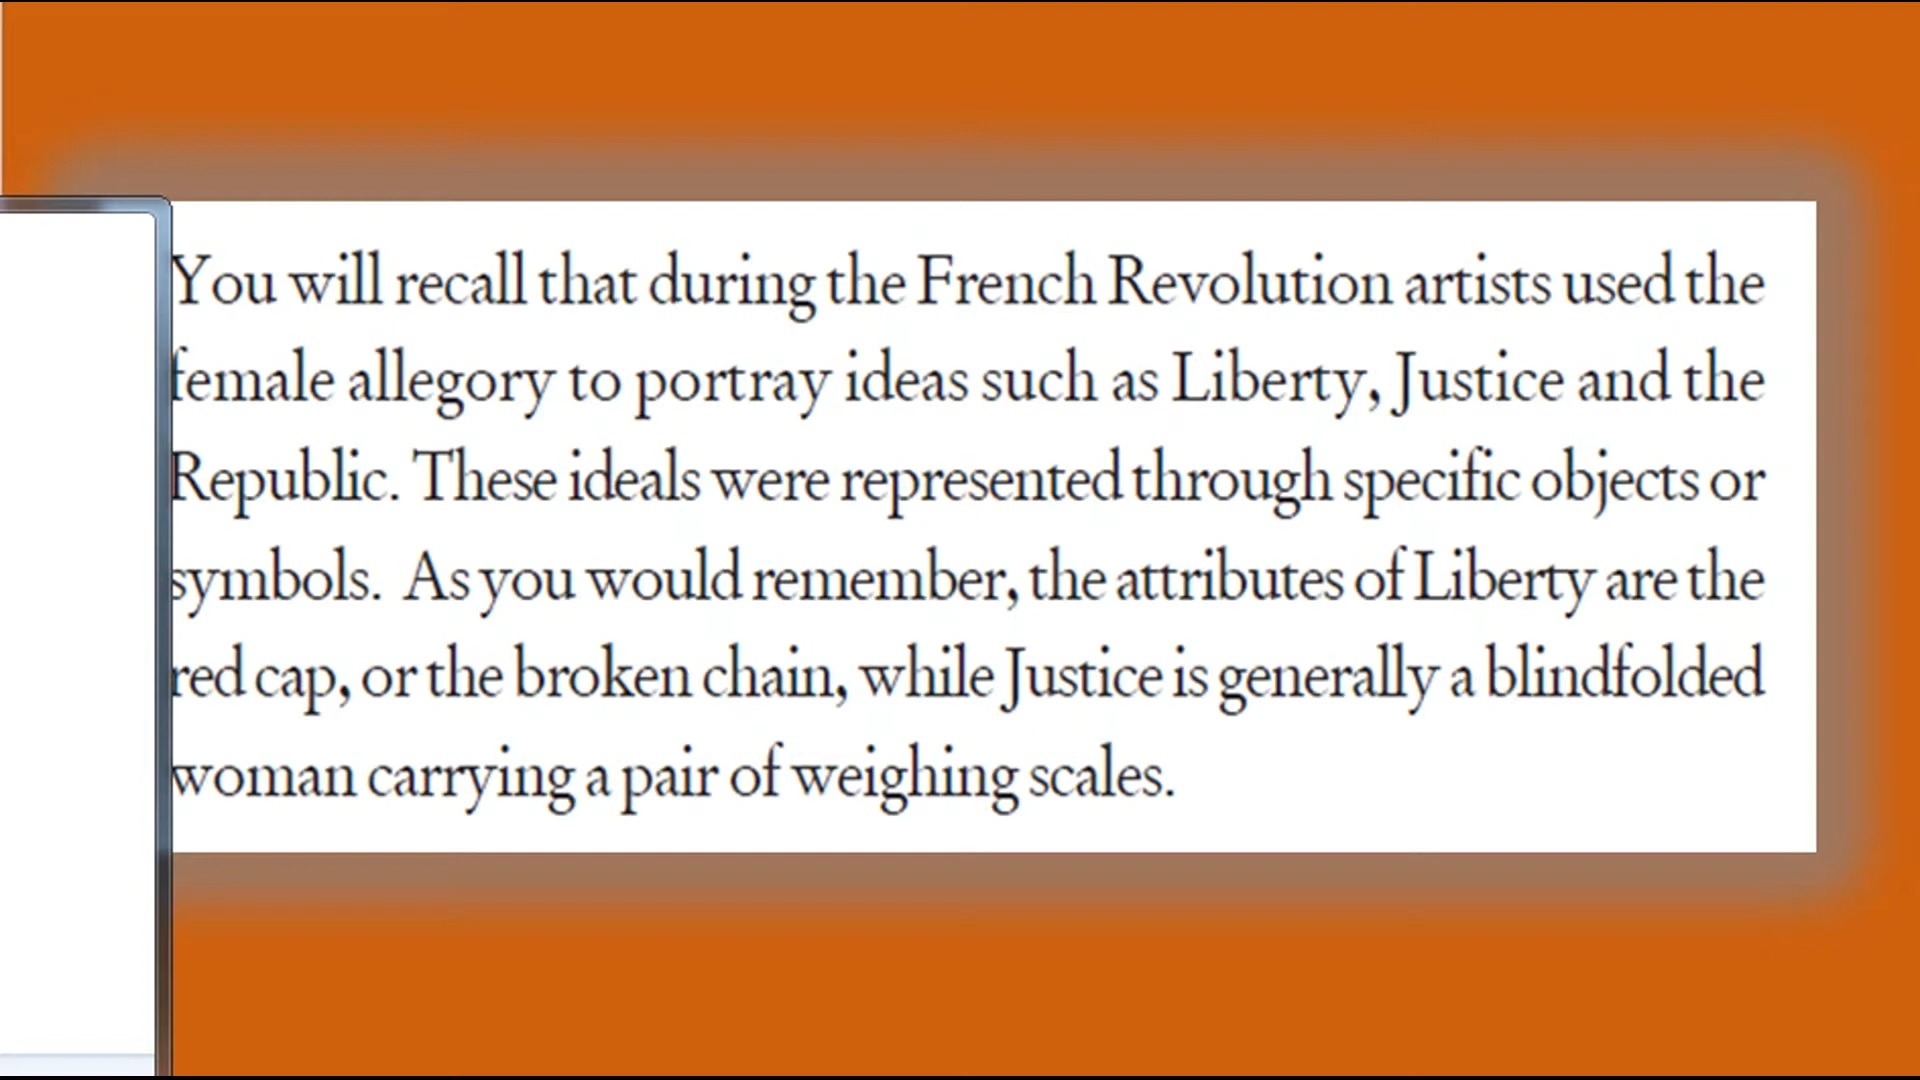 You will recall that during the French Revolution artists used the
female allegory to portray ideas such as Liberty, Justice and the
Republic. These ideals were represented through specific objects or
symbols. As you would remember, the attributes of Liberty are the
red cap, or the broken chain, while Justice is generally a blindfolded
woman carrying a pair of weighing scales.